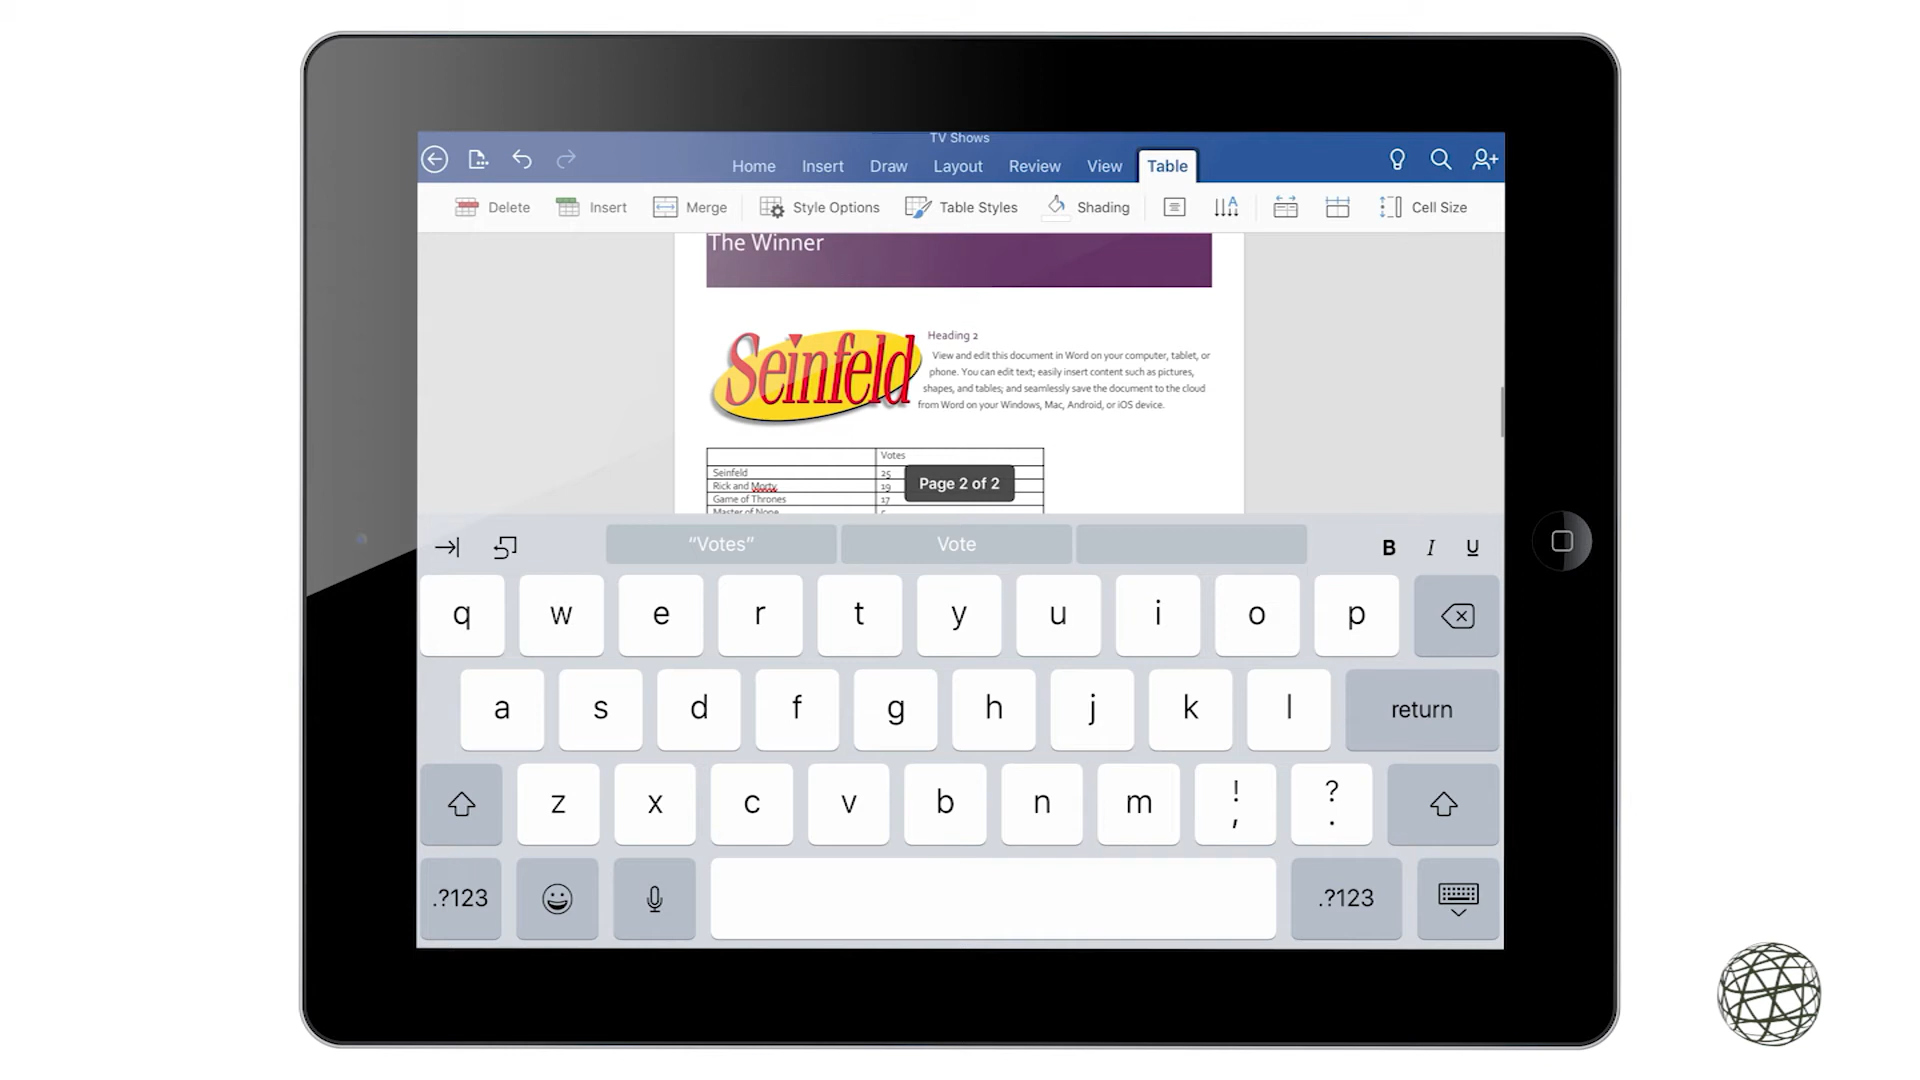 TV Shows
Home Insert Draw Layout Review View Table
Delete Insert Merge Style Options Table Styles Shading Cell Size
The Winner
Seinfeld
Heading 2
View and edit this document in Word on your computer, tablet, or
phone. You can edit text; easily insert content such as pictures,
shapes, and tables; and seamlessly save the document to the cloud
from Word on your Windows, Mac, Android, or iOS device.
Votes
Seinfeld 25
Rick and Morty 19
Game of Thrones 17
Master of None 5
Page 2 of 2
“Votes” Vote
B I U
q w e r t y u i o p
a s d f g h j k l return
z x c v b n m ! , ? .
.?123 .?123